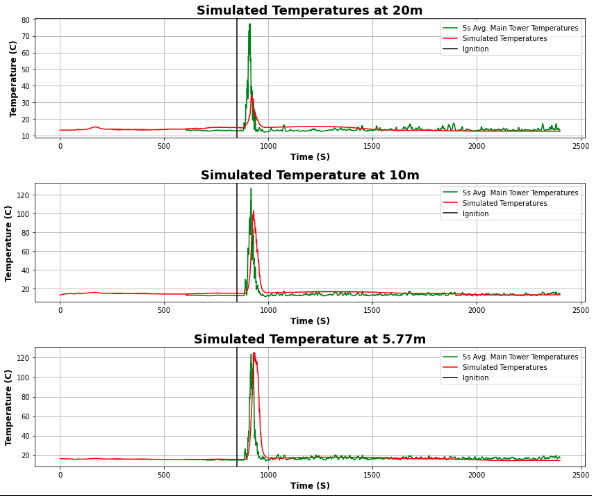 Simulated Temperatures at 20m
Temperature (C)
80
70
60
50
40
30
20
10
5s Avg. Main Tower Temperatures
Simulated Temperatures
Ignition
0
500
1000
1500
2000
2500
Time (S)
Simulated Temperature at 10m
Temperature (C)
120
100
80
60
40
20
5s Avg. Main Tower Temperatures
Simulated Temperatures
Ignition
0
500
1000
1500
2000
2500
Time (S)
Simulated Temperature at 5.77m
Temperature (C)
120
100
80
60
40
20
5s Avg. Main Tower Temperatures
Simulated Temperatures
Ignition
0
500
1000
1500
2000
2500
Time (S)